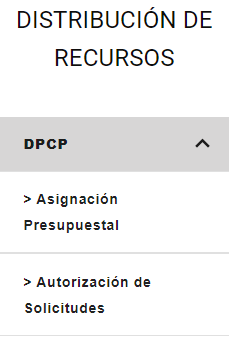 DISTRIBUCIÓN DE
RECURSOS
DPCP
> Asignación
Presupuestal
> Autorización de
Solicitudes